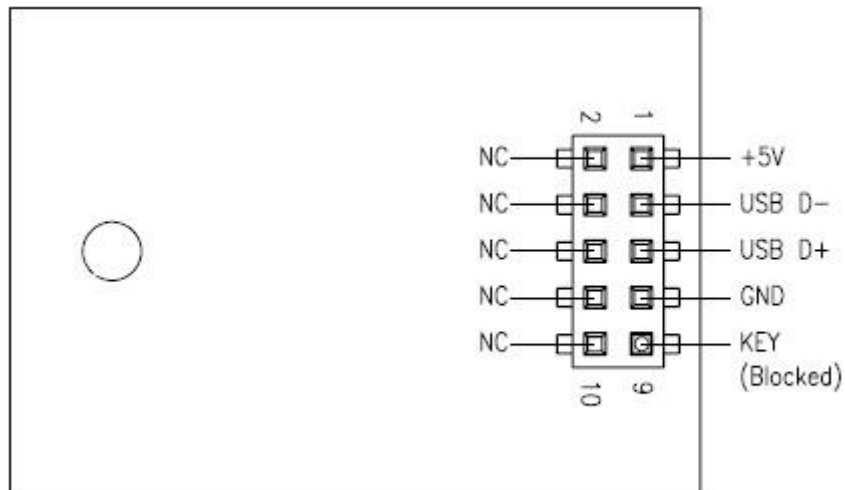 2 1
NC +5V
NC USB D-
NC USB D+
NC GND
NC KEY
(Blocked)
10 9